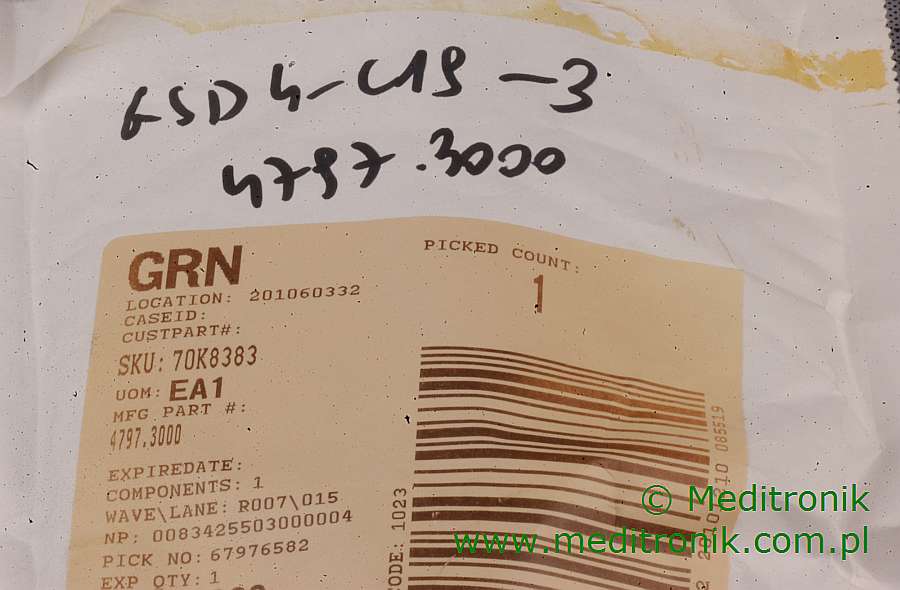 GSD4-C19-3
4797.3000
GRN
LOCATION: 201060332
CASEID:
CUSTPART#:
SKU: 70K8383
UOM: EA1
MFG PART #:
4797.3000
EXPIREDATE:
COMPONENTS: 1
WAVE\LANE: R007\015
NP: 0083425503000004
PICK NO: 67976582
EXP QTY: 1
PICKED COUNT:
1
085519
ODE: 1023
© Meditronik
www.meditronik.com.pl